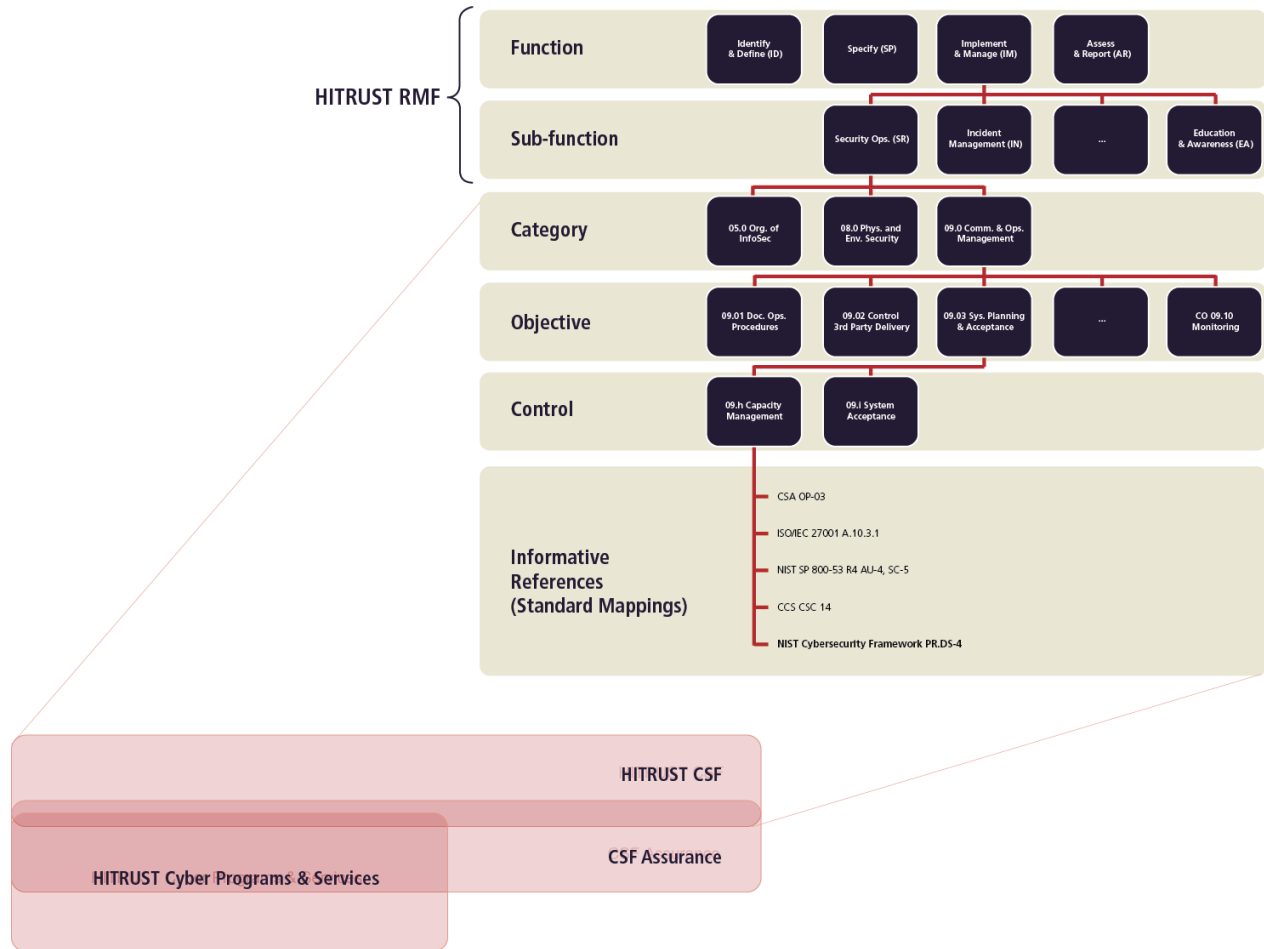 Function
Identify
& Define (ID)
Specify (SP)
Implement
& Manage (IM)
Assess
& Report (AR)
HITRUST RMF
Sub-function
Security Ops. (SR)
Incident
Management (IN)
...
Education
& Awareness (EA)
Category
05.0 Org. of
InfoSec
08.0 Phys. and
Env. Security
09.0 Comm. & Ops.
Management
Objective
09.01 Doc. Ops.
Procedures
09.02 Control
3rd Party Delivery
09.03 Sys. Planning
& Acceptance
...
CO 09.10
Monitoring
Control
09.h Capacity
Management
09.i System
Acceptance
Informative
References
(Standard Mappings)
CSA OP-03
ISO/IEC 27001 A.10.3.1
NIST SP 800-53 R4 AU-4, SC-5
CCS CSC 14
NIST Cybersecurity Framework PR.DS-4
HITRUST CSF
CSF Assurance
HITRUST Cyber Programs & Services